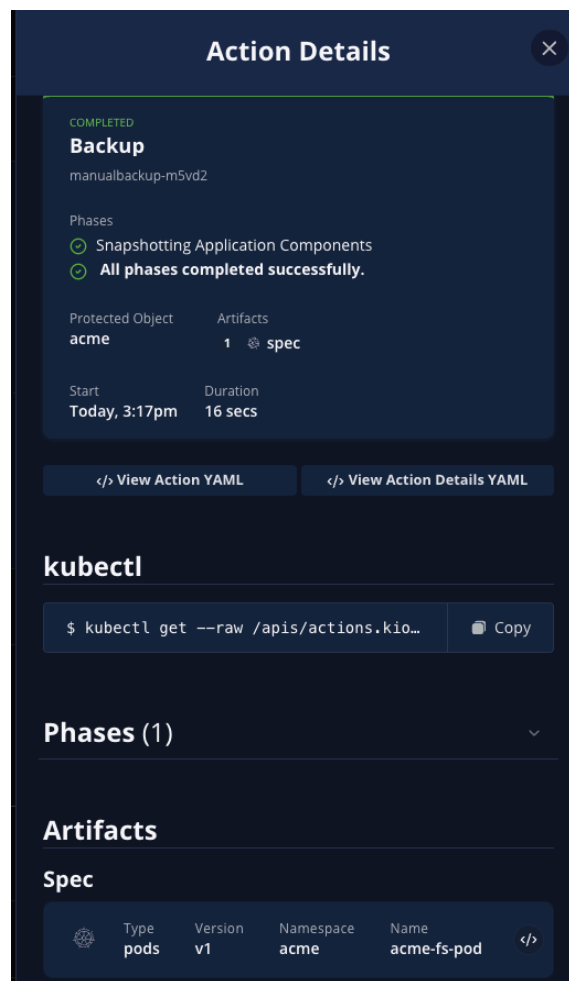 Action Details
COMPLETED
Backup
manualbackup-m5vd2
Phases
Snapshotting Application Components
All phases completed successfully.
Protected Object Artifacts
acme 1 spec
Start Duration
Today, 3:17pm 16 secs
</> View Action YAML </> View Action Details YAML
kubectl
$ kubectl get --raw /apis/actions.kio… Copy
Phases (1)
Artifacts
Spec
Type Version Namespace Name
pods v1 acme acme-fs-pod </>